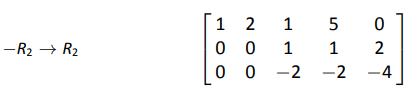 1 2 1 5 0
−R₂ → R₂ 0 0 1 1 2
0 0 −2 −2 −4